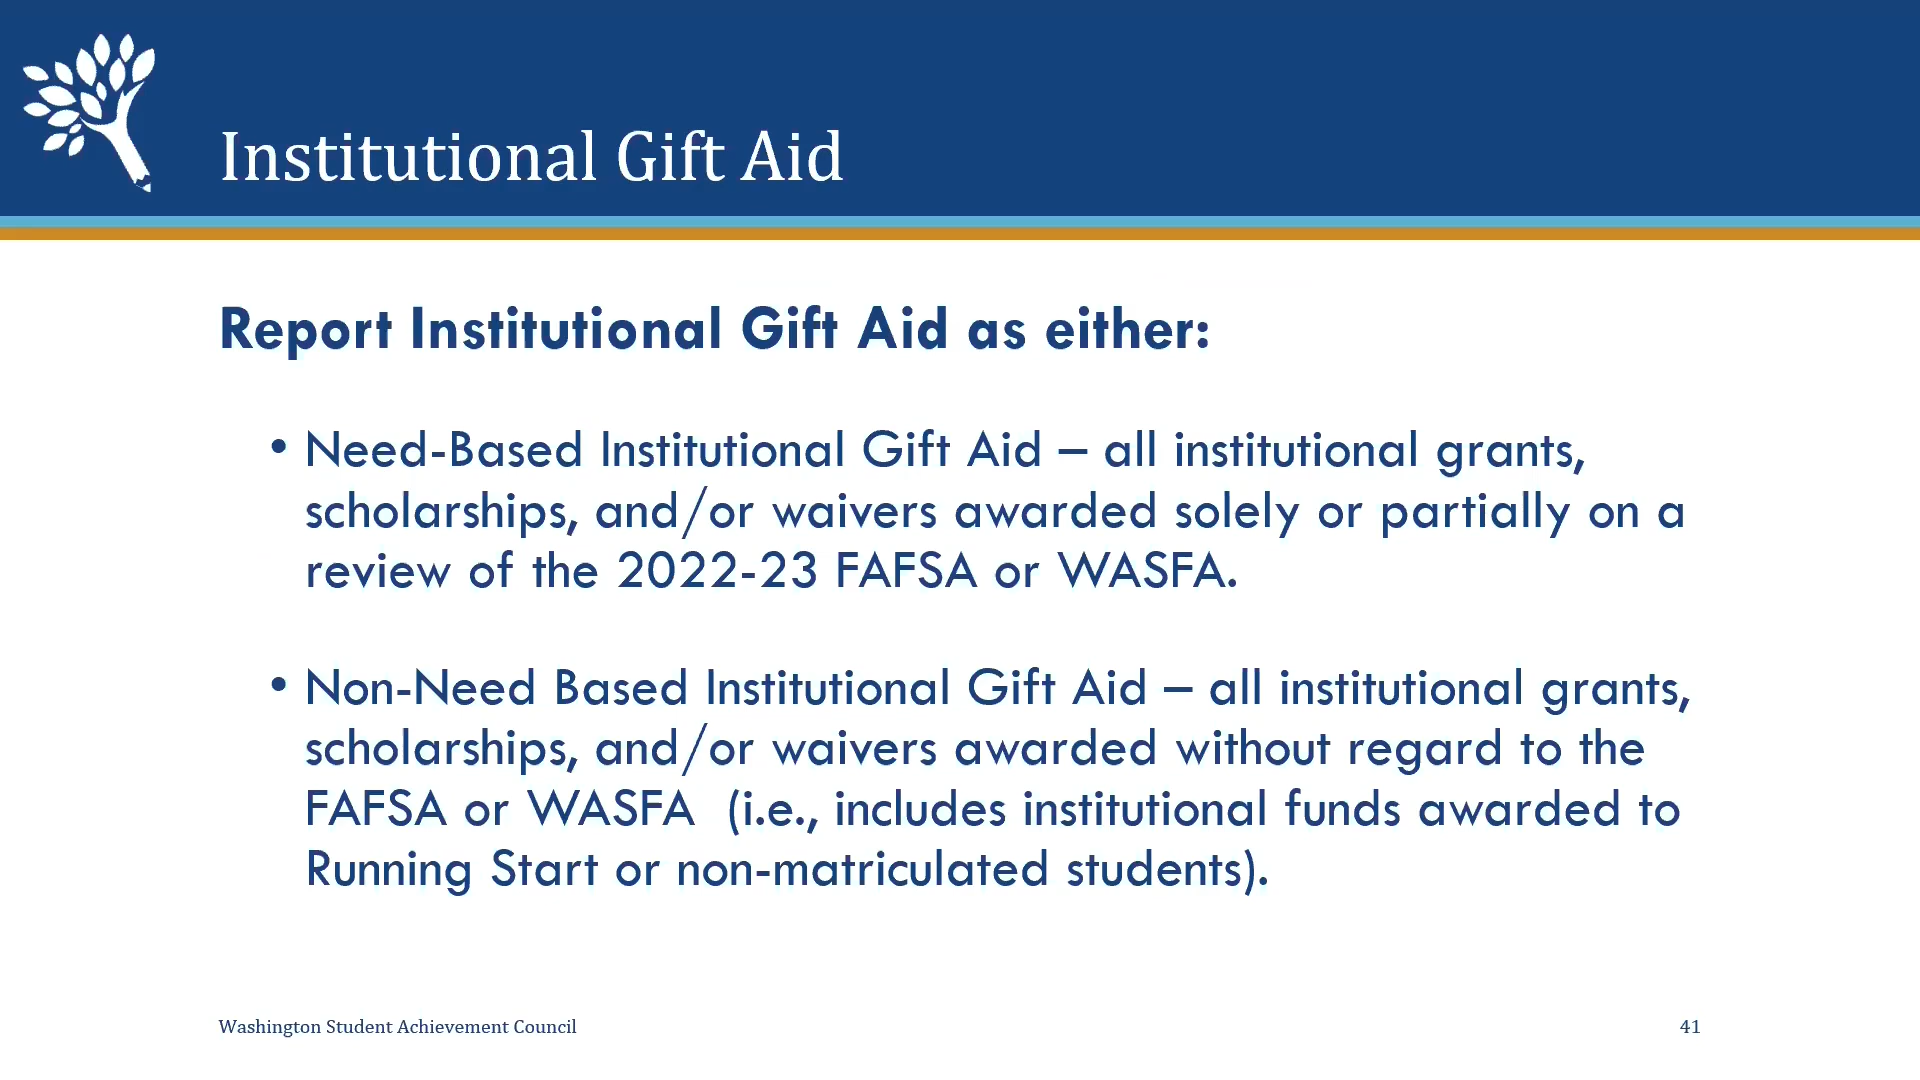 Institutional Gift Aid
Report Institutional Gift Aid as either:
• Need-Based Institutional Gift Aid – all institutional grants,
scholarships, and/or waivers awarded solely or partially on a
review of the 2022-23 FAFSA or WASFA.
• Non-Need Based Institutional Gift Aid – all institutional grants,
scholarships, and/or waivers awarded without regard to the
FAFSA or WASFA  (i.e., includes institutional funds awarded to
Running Start or non-matriculated students).
Washington Student Achievement Council
41